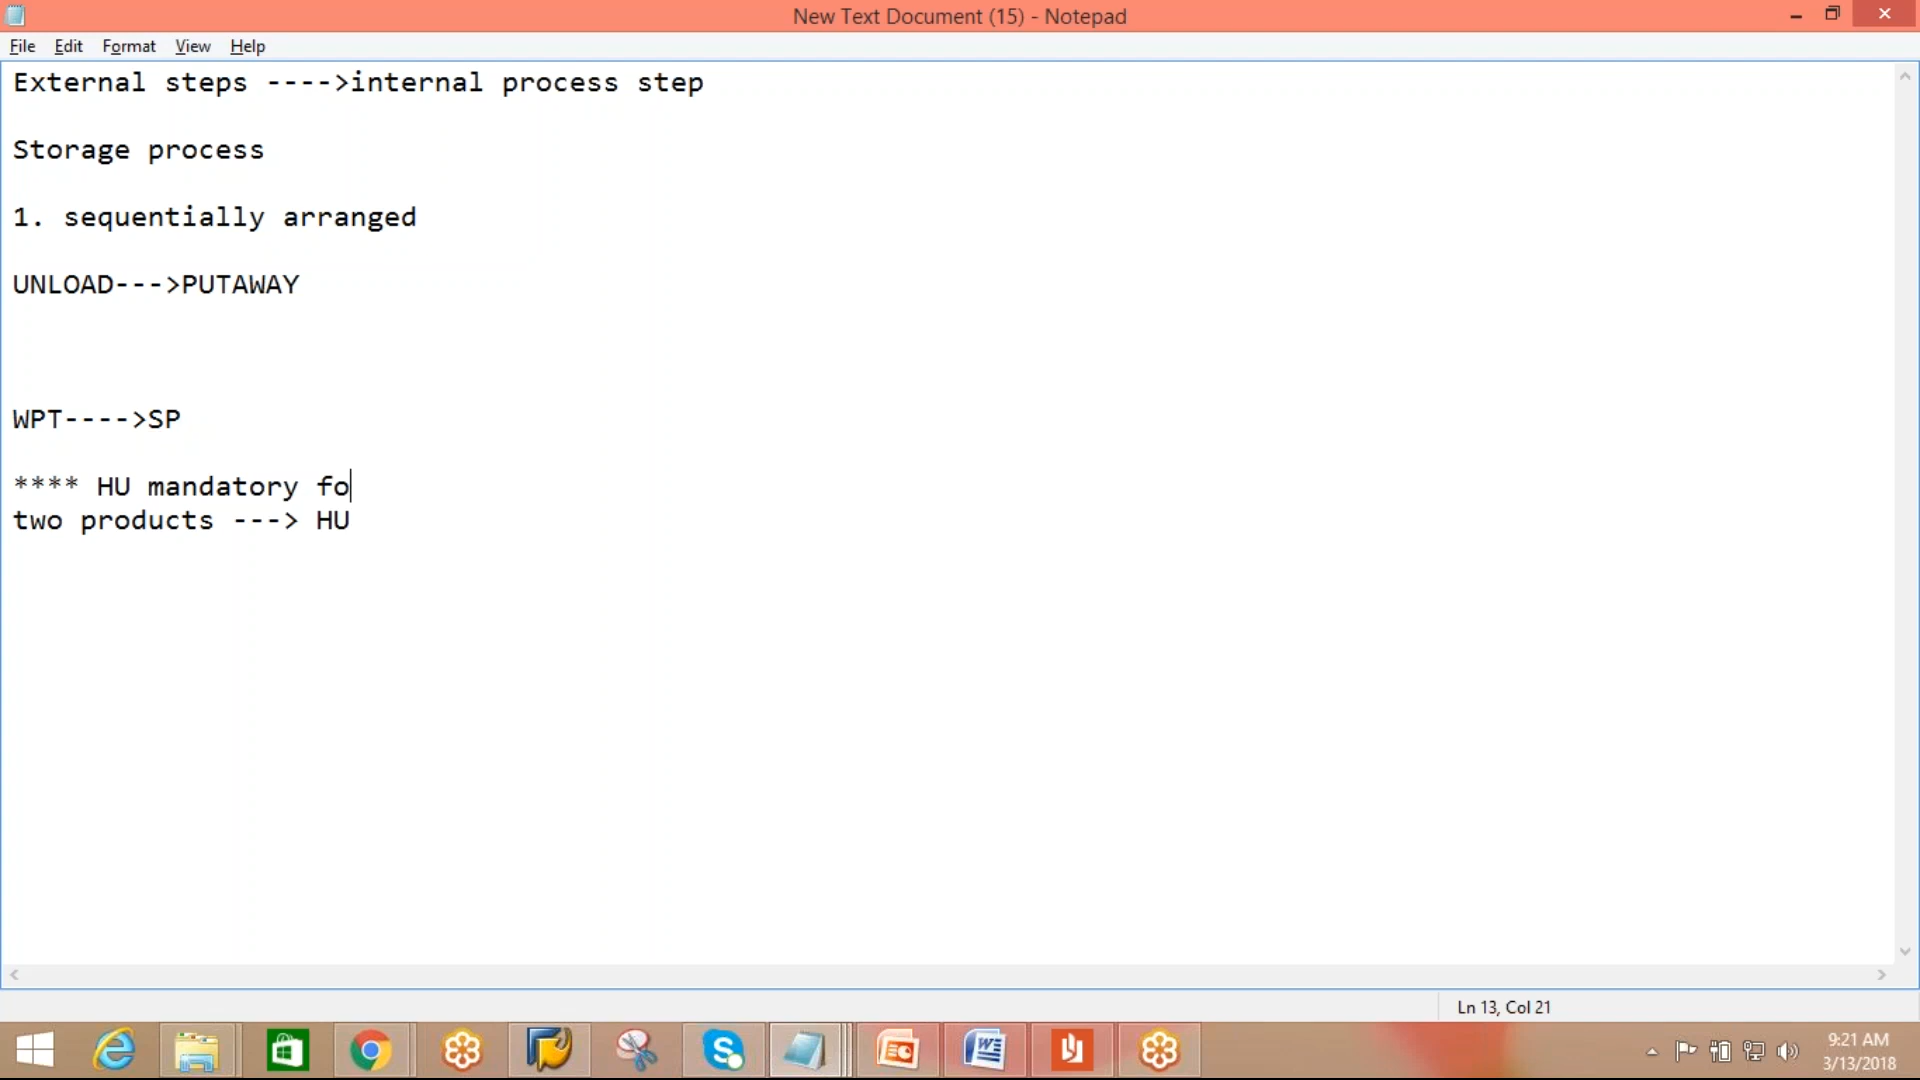 New Text Document (15) - Notepad
File Edit Format View Help
External steps ---->internal process step
Storage process
1. sequentially arranged
UNLOAD--->PUTAWAY
WPT---->SP
**** HU mandatory fo
two products ---> HU
Ln 13, Col 21
9:21 AM
3/13/2018